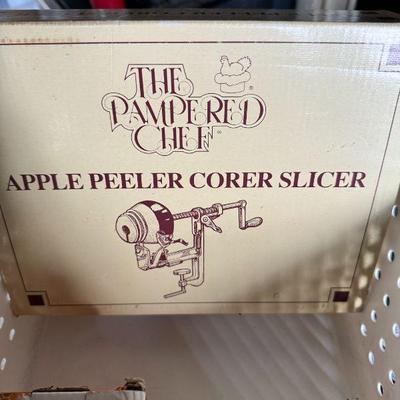 THE
PAMPERED
CHEF®
APPLE PEELER CORER SLICER